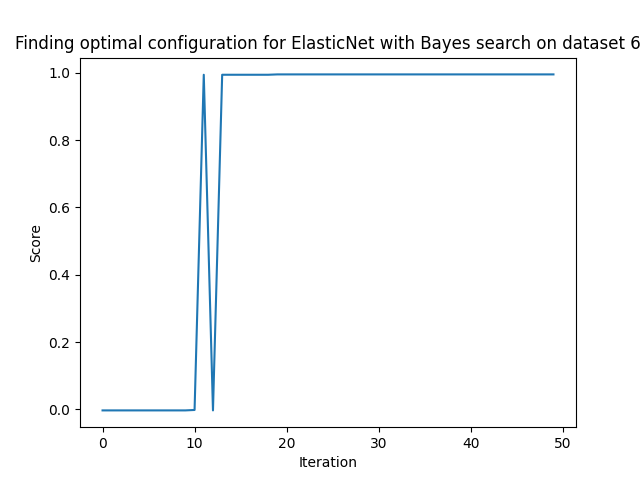 Finding optimal configuration for ElasticNet with Bayes search on dataset 6
1.0
0.8
0.6
0.4
0.2
0.0
Score
0 10 20 30 40 50
Iteration